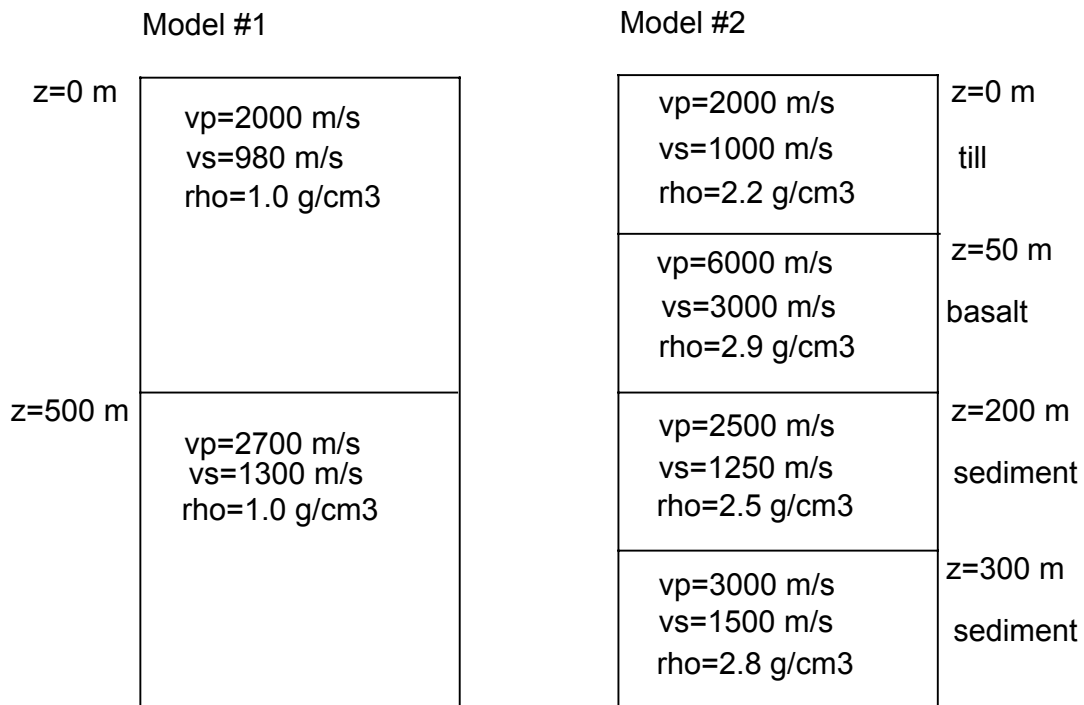 Model #1
z=0 m
vp=2000 m/s
vs=980 m/s
rho=1.0 g/cm3
z=500 m
vp=2700 m/s
vs=1300 m/s
rho=1.0 g/cm3
Model #2
vp=2000 m/s
z=0 m
vs=1000 m/s
till
rho=2.2 g/cm3
vp=6000 m/s
z=50 m
vs=3000 m/s
basalt
rho=2.9 g/cm3
vp=2500 m/s
z=200 m
vs=1250 m/s
sediment
rho=2.5 g/cm3
vp=3000 m/s
z=300 m
vs=1500 m/s
sediment
rho=2.8 g/cm3